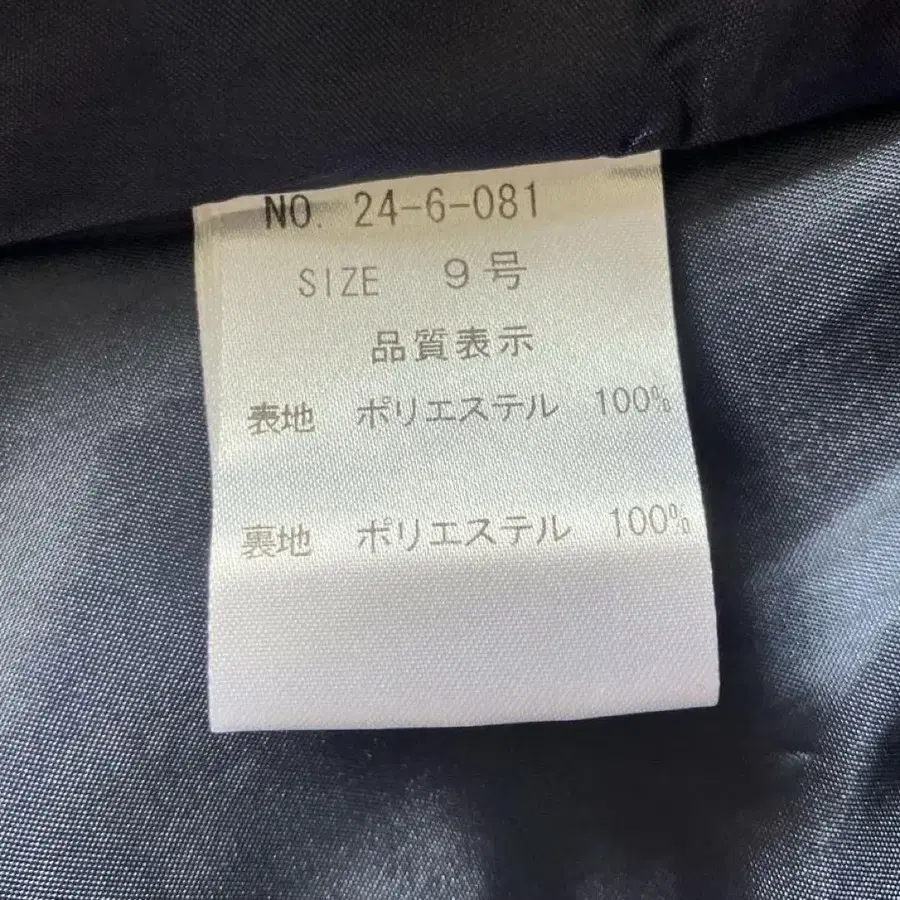 NO. 24-6-081
SIZE 9号
品質表示
表地 ポリエステル 100%
裏地 ポリエステル 100%